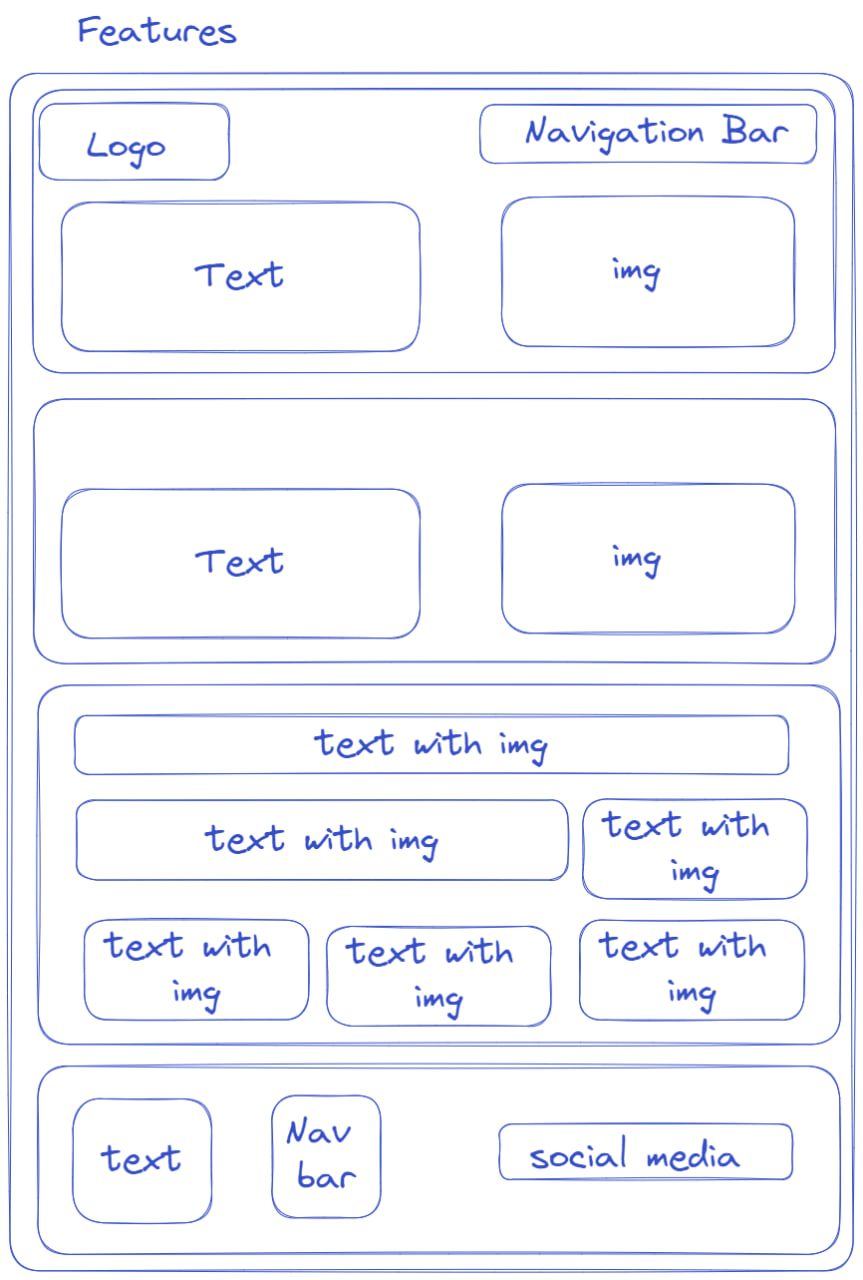 Features
Logo
Navigation Bar
Text
img
Text
img
text with img
text with img
text with
img
text with
img
text with
img
text with
img
text
Nav
bar
social media